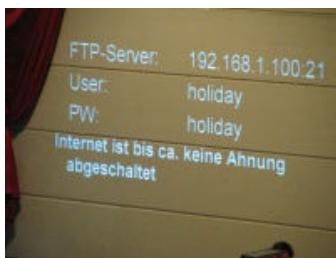 FTP-Server: 192.168.1.100:21
User: holiday
PW: holiday
Internet ist bis ca. keine Ahnung
abgeschaltet